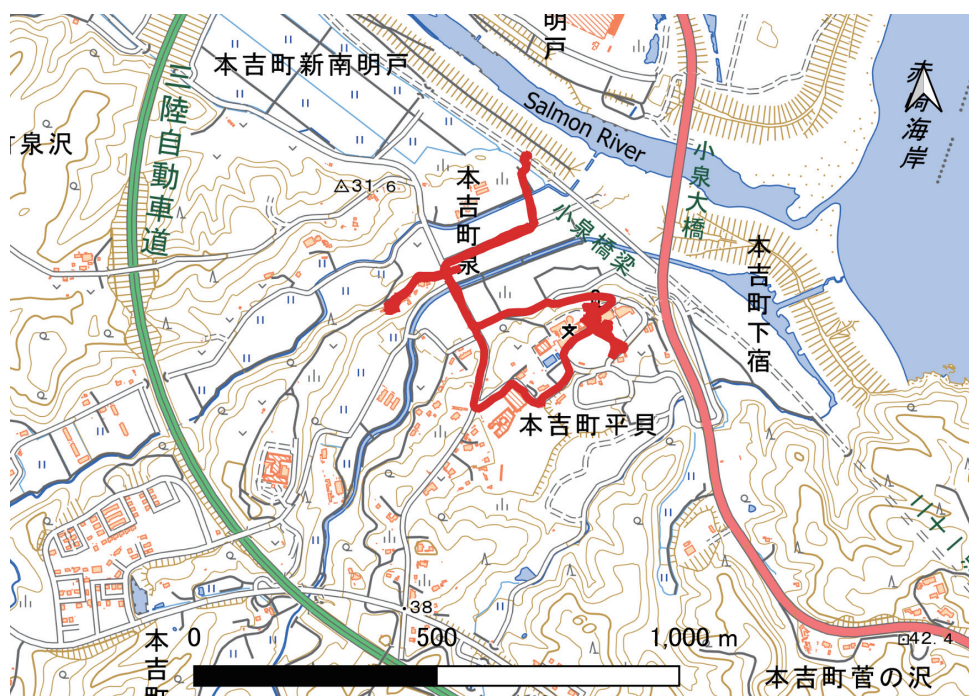 明戸
本吉町新南明戸
三陸自動車道
泉沢
31.6
Salmon River
小泉大橋
海岸
本吉町泉
小泉橋梁
本吉町下宿
文
本吉町平貝
38
本吉町
0 500 1,000 m
42.4
本吉町菅の沢